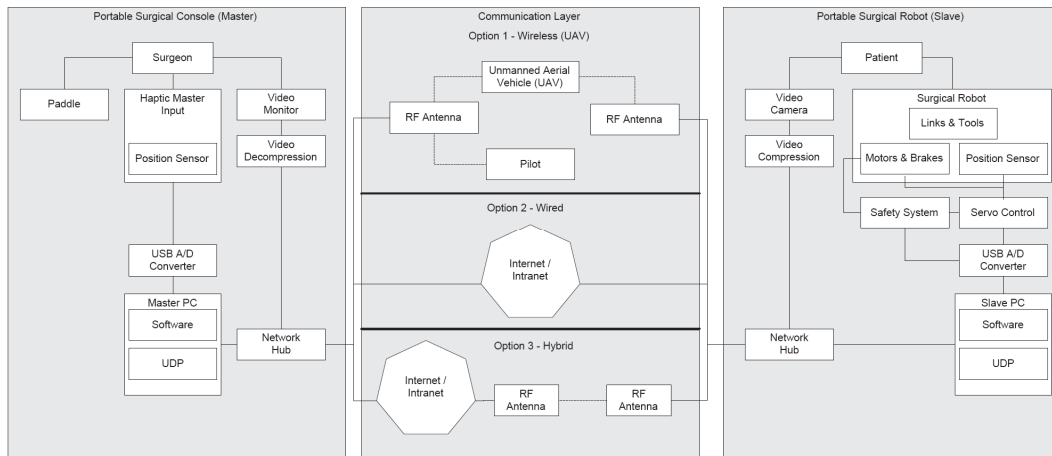 Portable Surgical Console (Master)
Surgeon
Paddle
Haptic Master
Input
Position Sensor
Video
Monitor
Video
Decompression
USB A/D
Converter
Master PC
Software
UDP
Network
Hub
Communication Layer
Option 1 - Wireless (UAV)
Unmanned Aerial
Vehicle (UAV)
RF Antenna
RF Antenna
Pilot
Option 2 - Wired
Internet /
Intranet
Option 3 - Hybrid
Internet /
Intranet
RF
Antenna
RF
Antenna
Portable Surgical Robot (Slave)
Patient
Video
Camera
Video
Compression
Surgical Robot
Links & Tools
Motors & Brakes
Position Sensor
Safety System
Servo Control
USB A/D
Converter
Slave PC
Software
UDP
Network
Hub